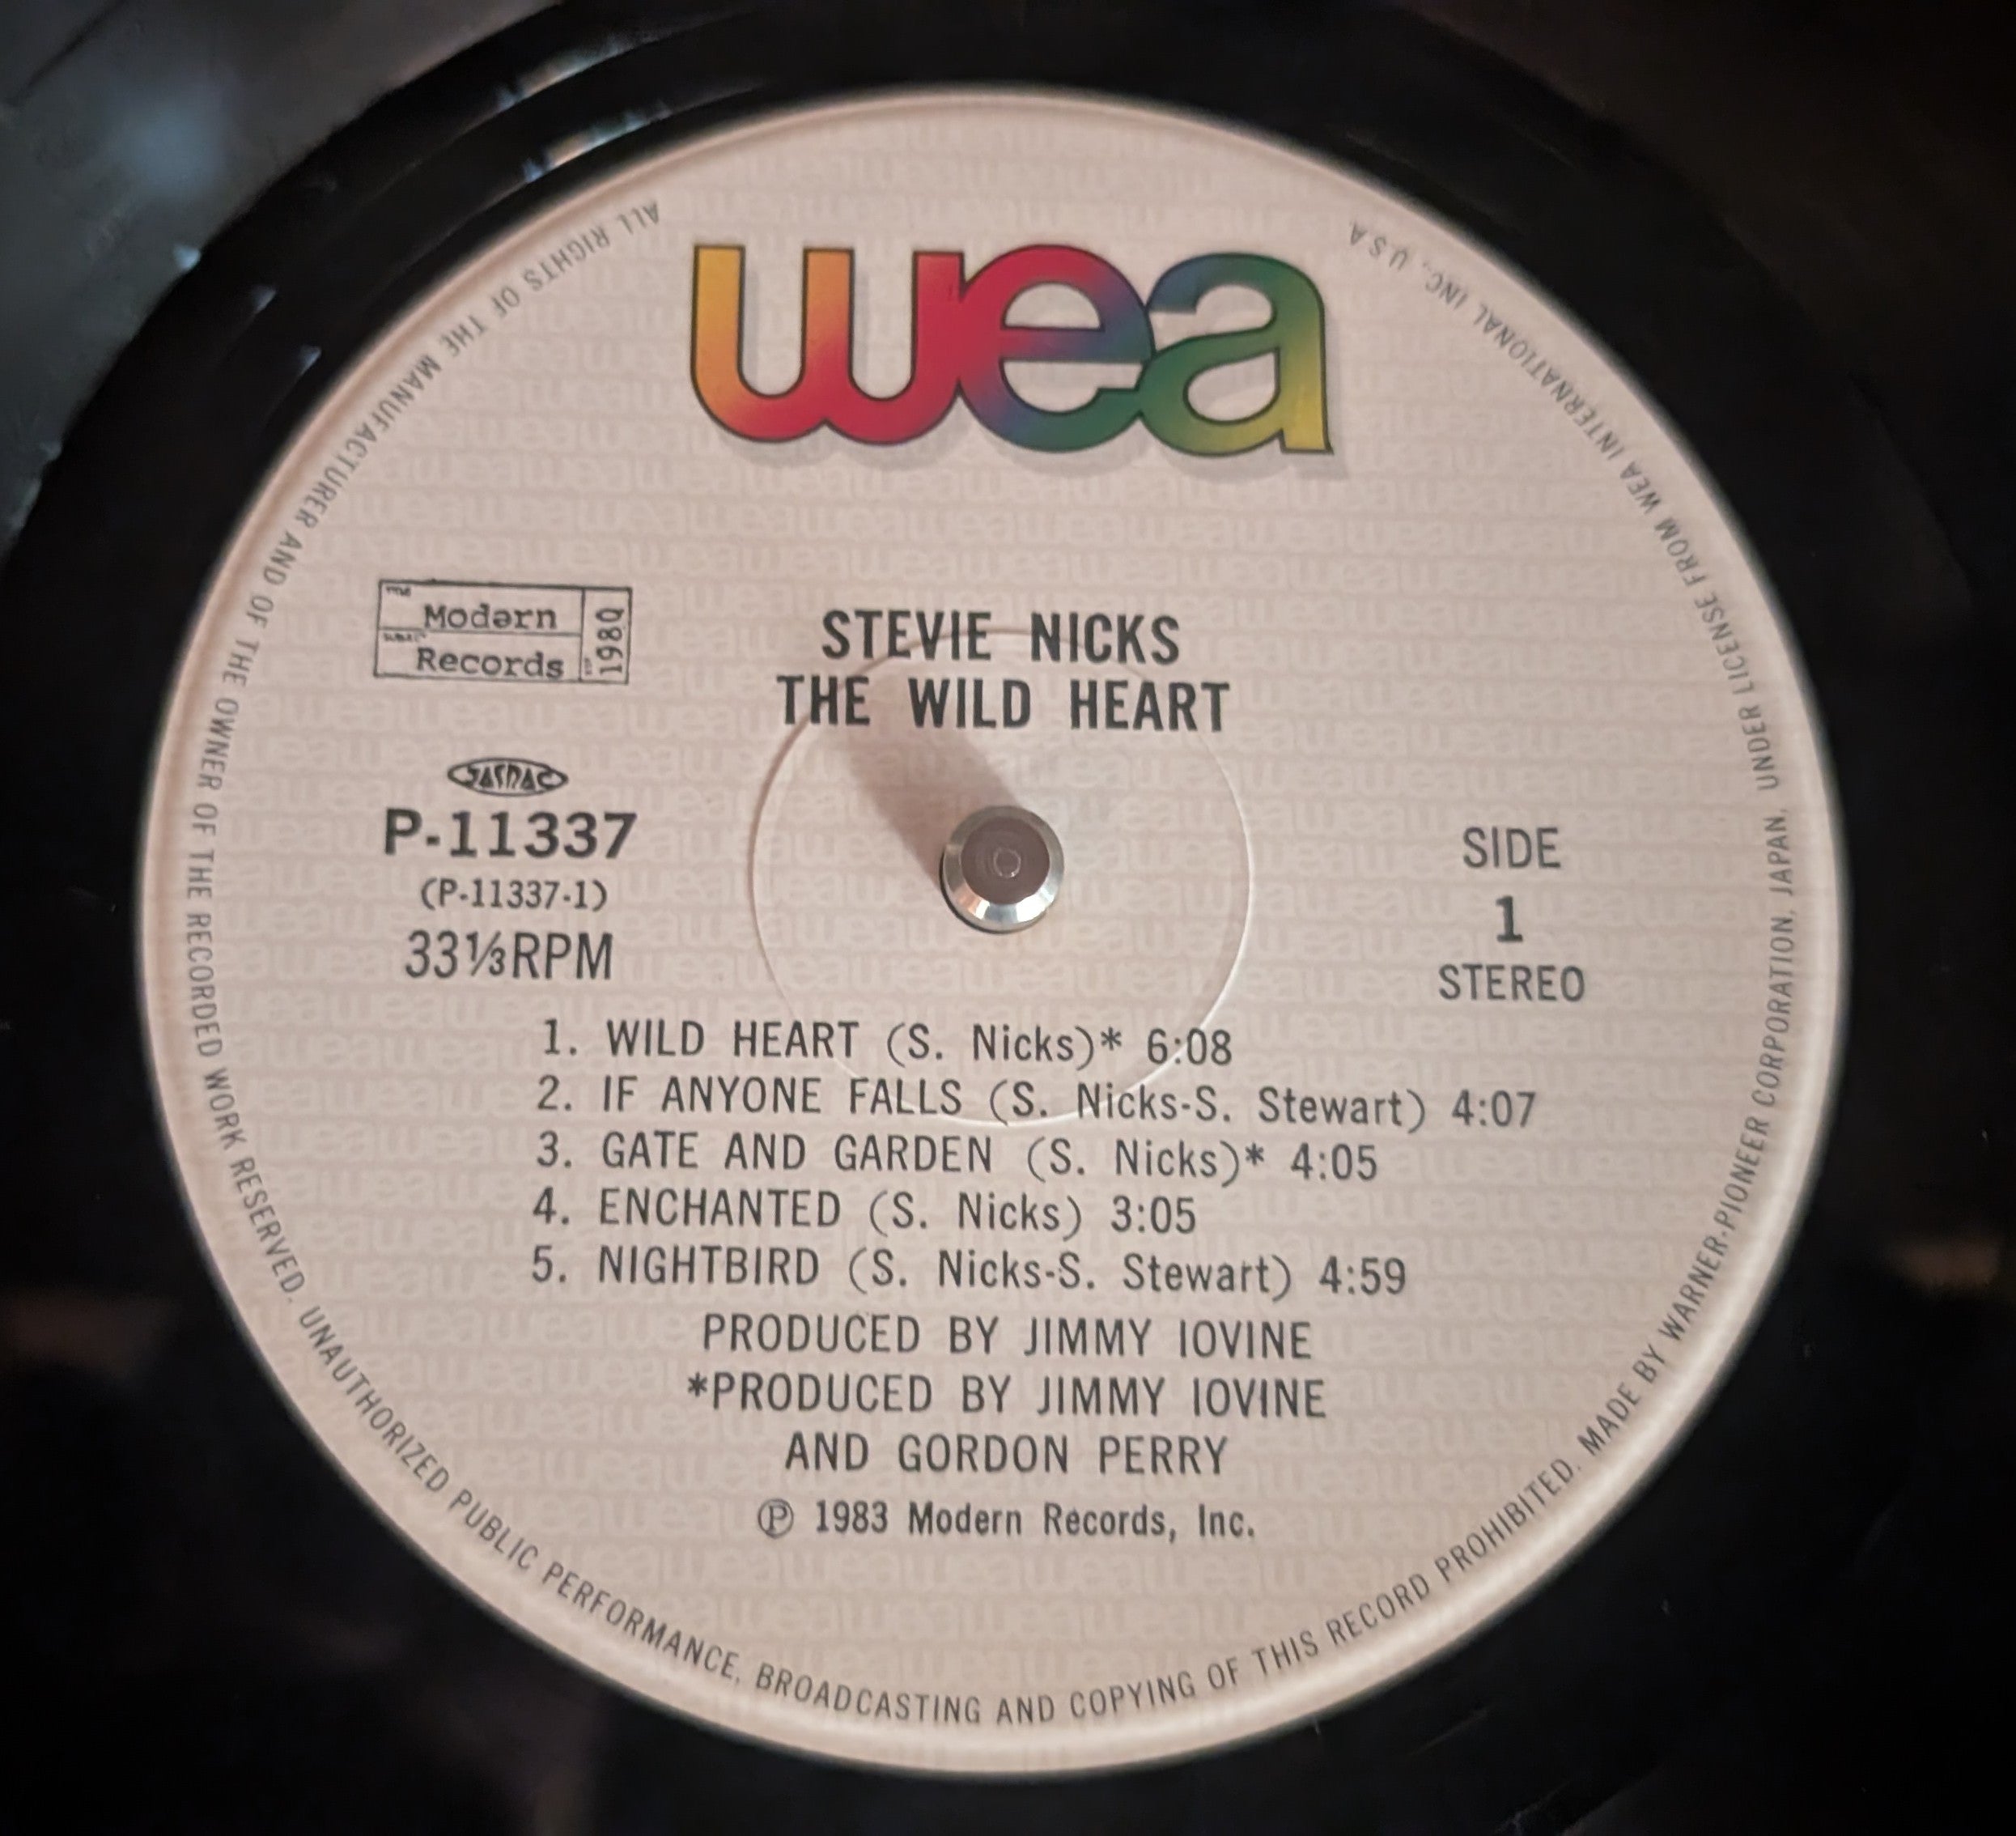 wea
Modern
Records
1980
STEVIE NICKS
THE WILD HEART
JASRAC
P-11337
(P-11337-1)
33⅓RPM
SIDE
1
STEREO
1. WILD HEART (S. Nicks)* 6:08
2. IF ANYONE FALLS (S. Nicks-S. Stewart) 4:07
3. GATE AND GARDEN (S. Nicks)* 4:05
4. ENCHANTED (S. Nicks) 3:05
5. NIGHTBIRD (S. Nicks-S. Stewart) 4:59
PRODUCED BY JIMMY IOVINE
*PRODUCED BY JIMMY IOVINE
AND GORDON PERRY
Ⓟ 1983 Modern Records, Inc.
ALL RIGHTS OF THE MANUFACTURER AND OF THE OWNER OF THE RECORDED WORK RESERVED. UNAUTHORIZED PUBLIC PERFORMANCE, BROADCASTING AND COPYING OF THIS RECORD PROHIBITED. MADE BY WARNER-PIONEER CORPORATION, JAPAN, UNDER LICENSE FROM WEA INTERNATIONAL INC., U.S.A